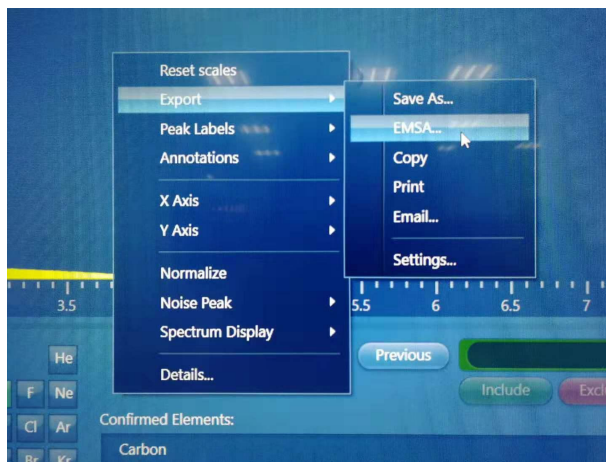 Reset scales
Export
Peak Labels
Annotations
X Axis
Y Axis
Normalize
Noise Peak
Spectrum Display
Details...
Save As...
EMSA...
Copy
Print
Email...
Settings...
3.5
5.5
6
6.5
7
He
F
Ne
Cl
Ar
Br
Kr
Previous
Include
Confirmed Elements:
Carbon